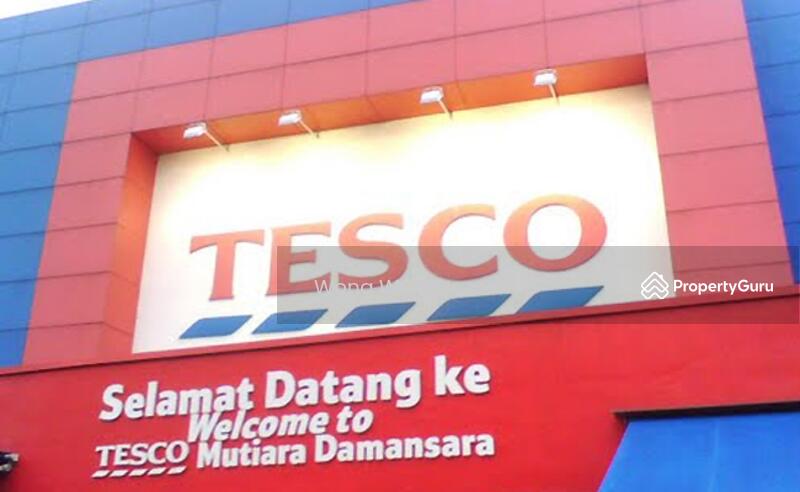 TESCO
PropertyGuru
Selamat Datang ke
Welcome to
TESCO Mutiara Damansara